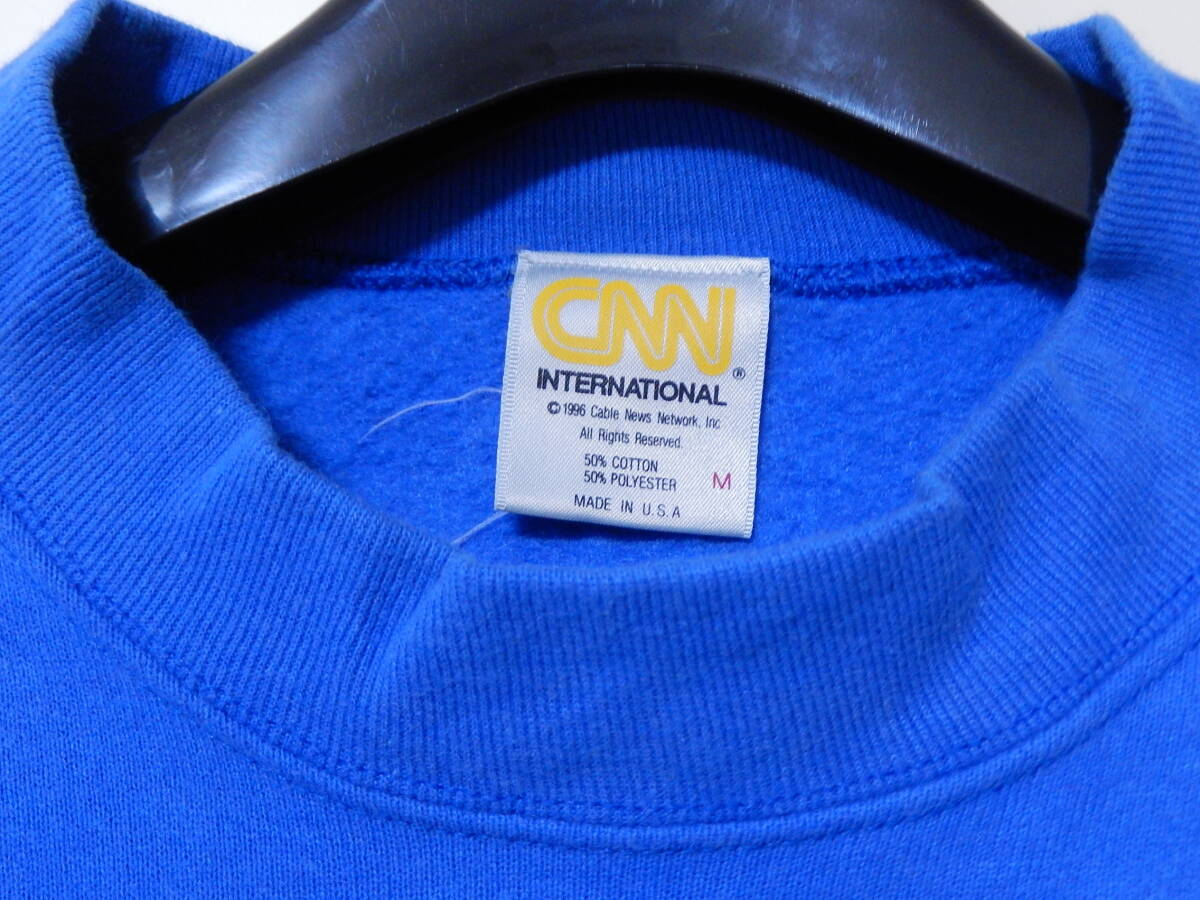 CNN
INTERNATIONAL ®
© 1996 Cable News Network, Inc
All Rights Reserved.
50% COTTON
50% POLYESTER M
MADE IN U.S.A